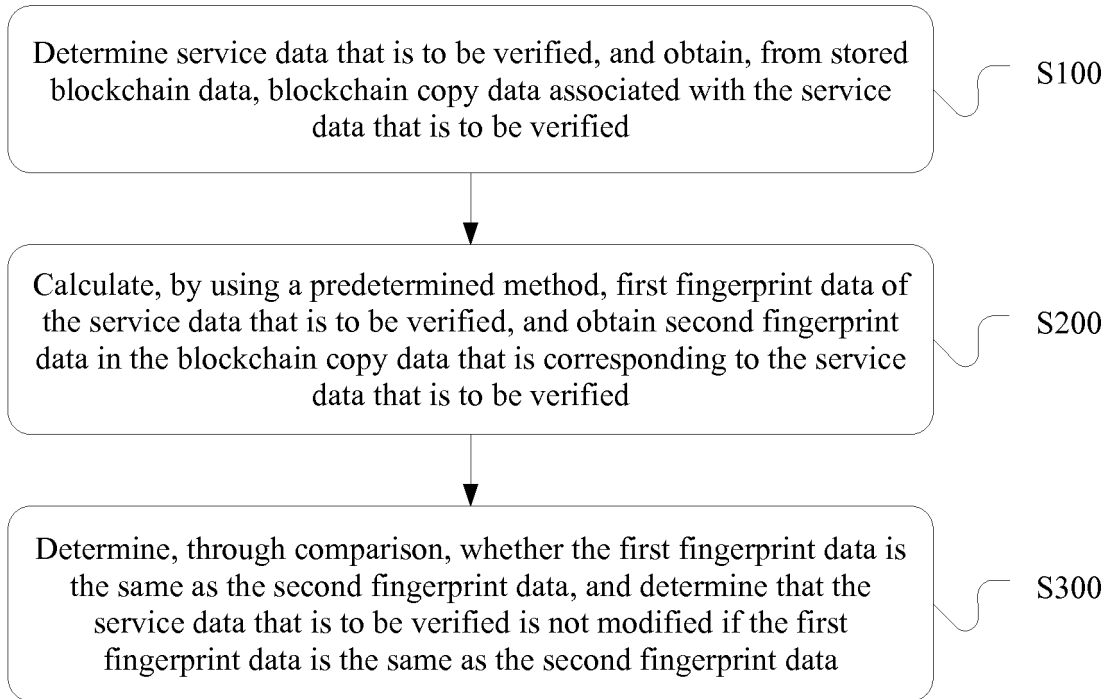 Determine service data that is to be verified, and obtain, from stored
blockchain data, blockchain copy data associated with the service
data that is to be verified
S100
Calculate, by using a predetermined method, first fingerprint data of
the service data that is to be verified, and obtain second fingerprint
data in the blockchain copy data that is corresponding to the service
data that is to be verified
S200
Determine, through comparison, whether the first fingerprint data is
the same as the second fingerprint data, and determine that the
service data that is to be verified is not modified if the first
fingerprint data is the same as the second fingerprint data
S300